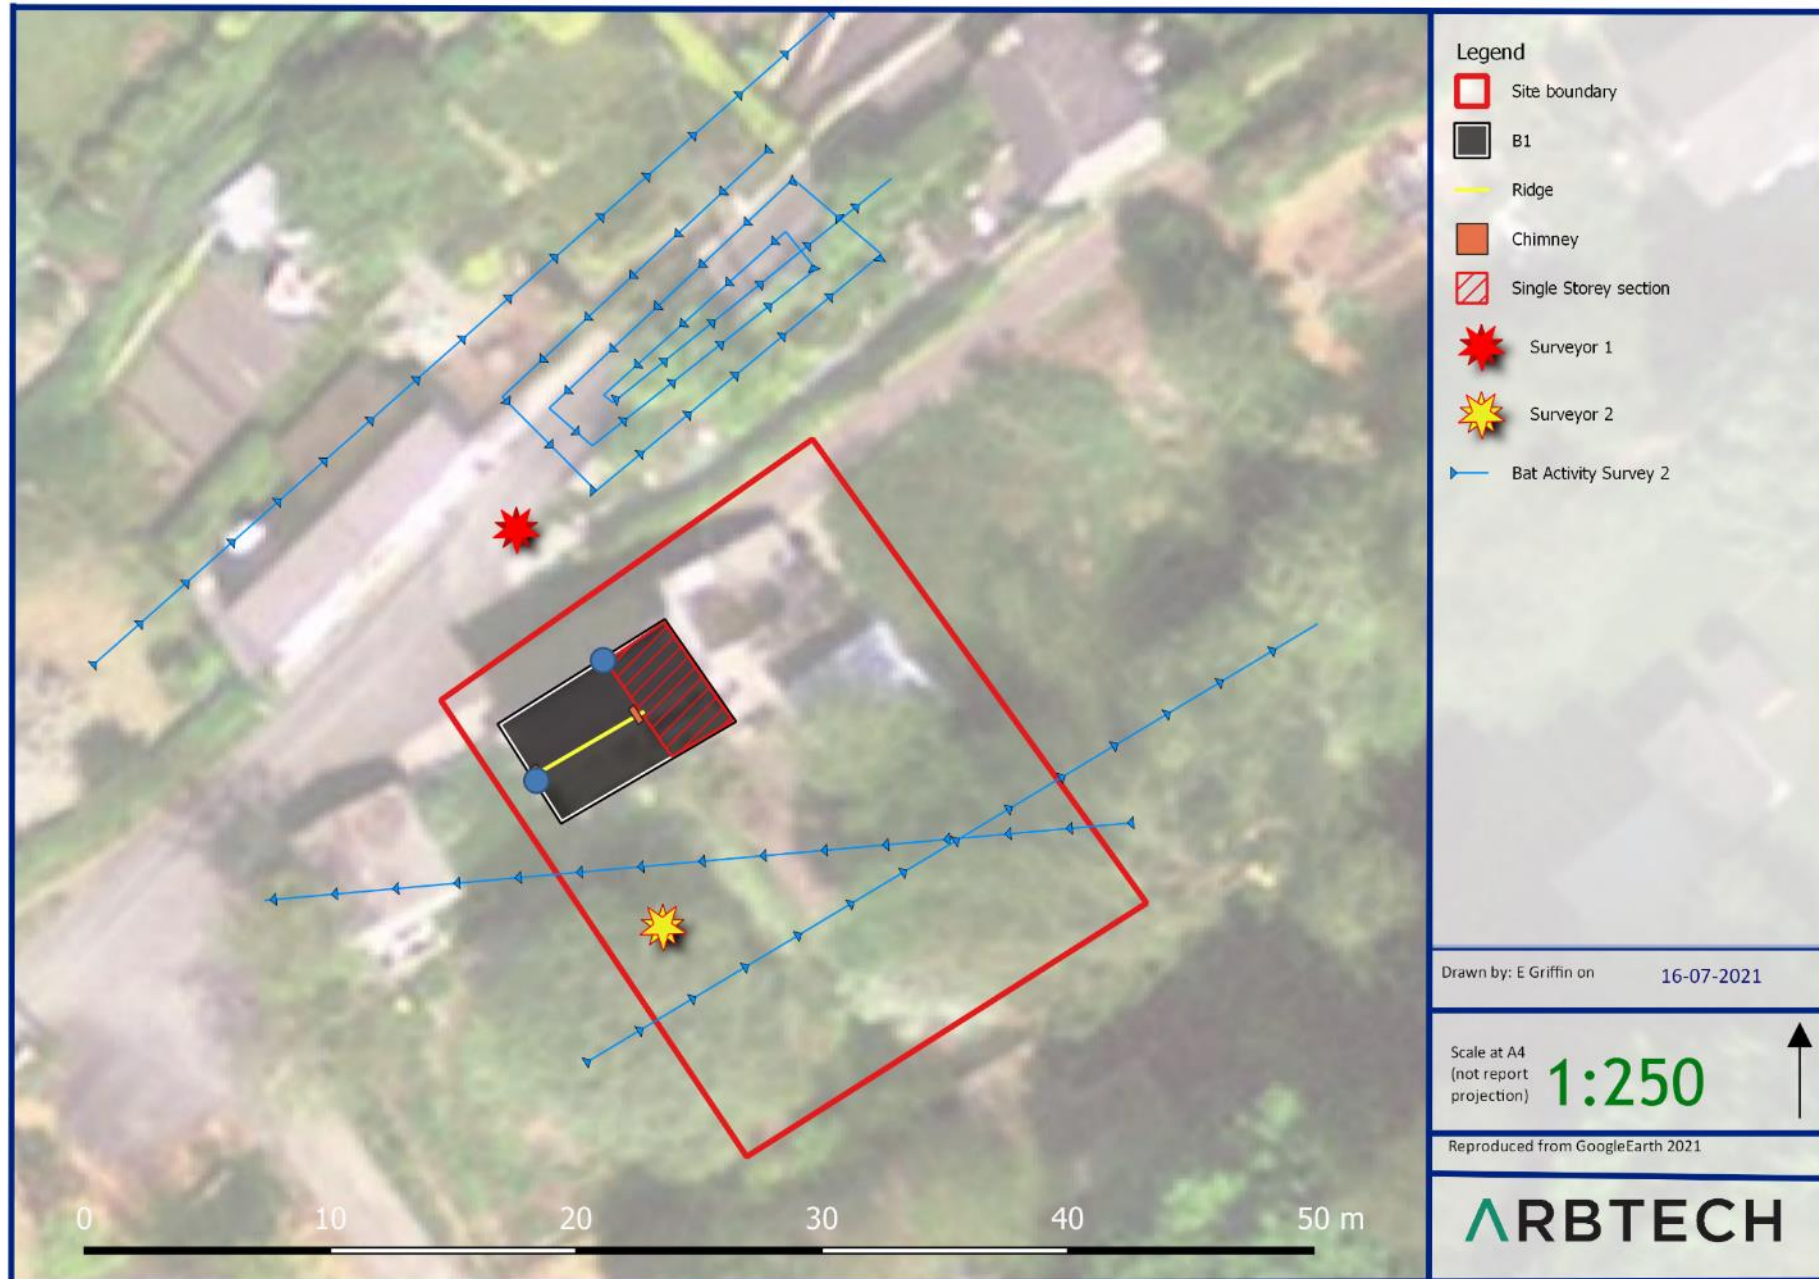 Legend
Site boundary
B1
Ridge
Chimney
Single Storey section
Surveyor 1
Surveyor 2
Bat Activity Survey 2
Drawn by: E Griffin on 16-07-2021
Scale at A4
(not report
projection)
1:250
Reproduced from GoogleEarth 2021
ARBTECH
0 10 20 30 40 50 m